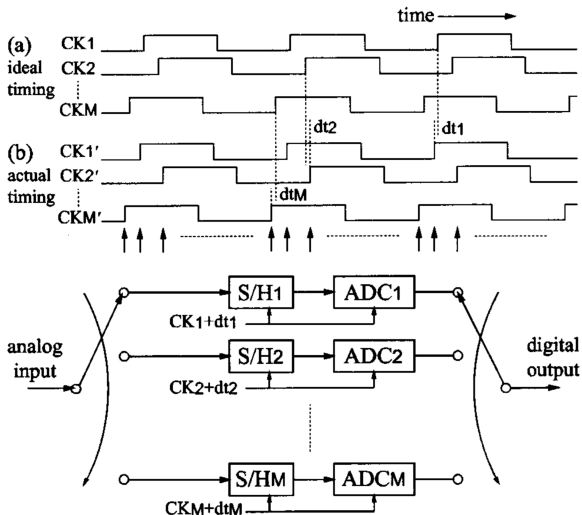 time
(a) CK1
ideal CK2
timing
CKM
dt2 dt1
(b) CK1′
actual CK2′
timing dtM
CKM′
S/H1 ADC1
CK1+dt1
analog digital
input output
S/H2 ADC2
CK2+dt2
S/HM ADCM
CKM+dtM